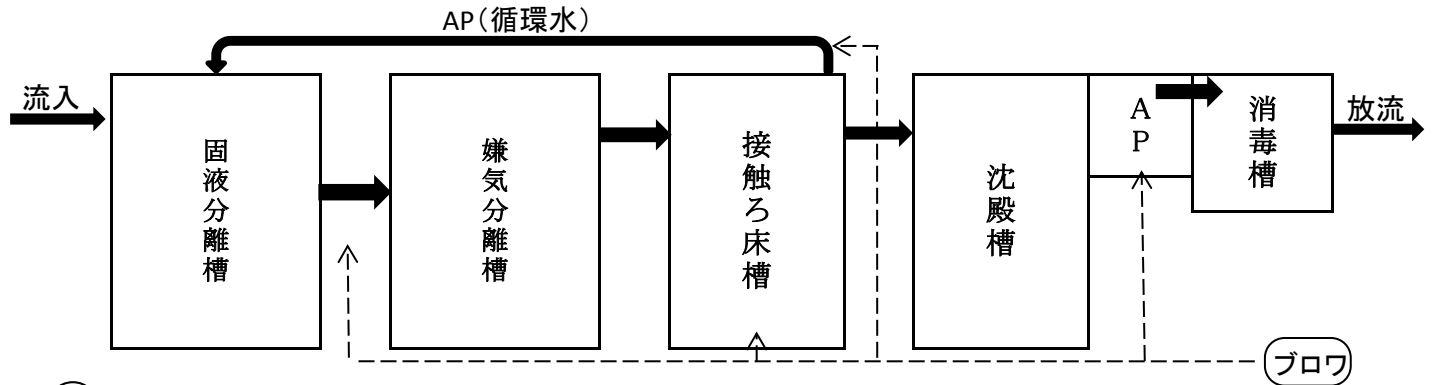 AP(循環水)
流入
固液分離槽
嫌気分離槽
接触ろ床槽
沈殿槽
AP
消毒槽
放流
ブロワ